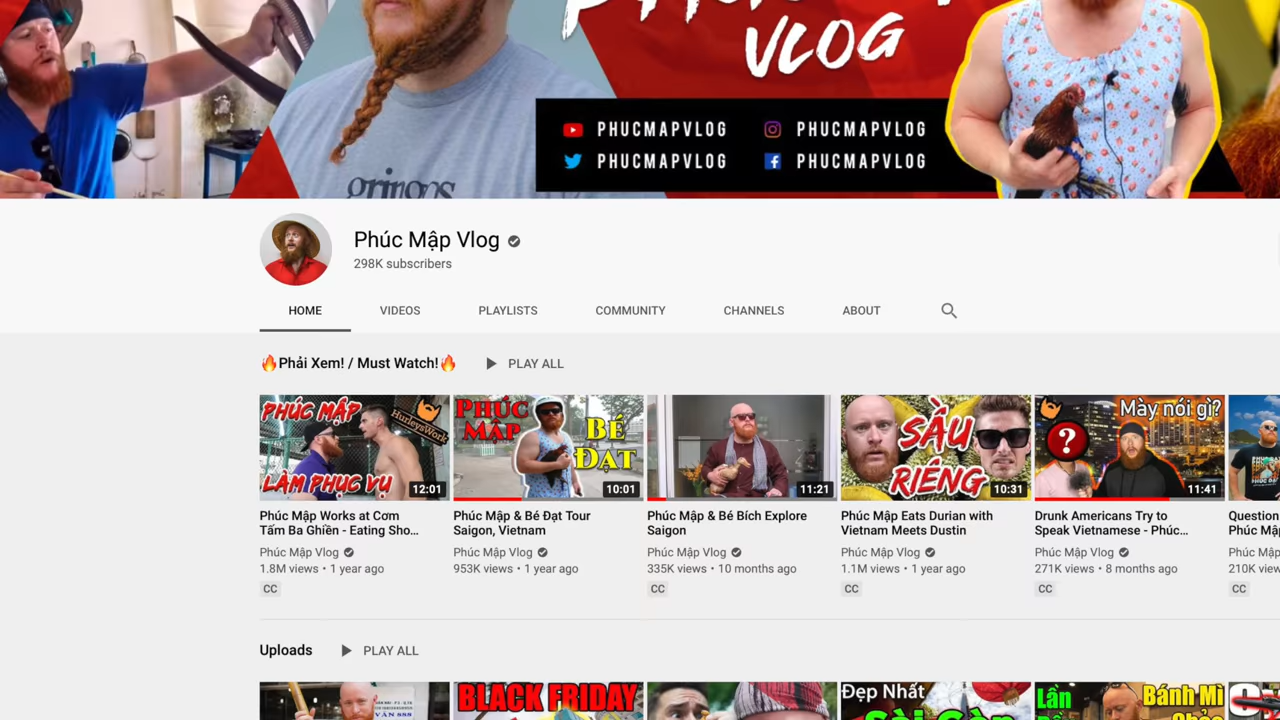 VLOG
PHUCMAPVLOG PHUCMAPVLOG
PHUCMAPVLOG PHUCMAPVLOG
gringos
Phúc Mập Vlog
298K subscribers
HOME VIDEOS PLAYLISTS COMMUNITY CHANNELS ABOUT
🔥Phải Xem! / Must Watch!🔥 PLAY ALL
PHÚC MẬP
HurleysWork
LÀM PHỤC VỤ
12:01
PHÚC
MẬP
BÉ
ĐẠT
10:01
11:21
SẦU
RIÊNG
10:31
Mày nói gì?
?
11:41
Phúc Mập Works at Cơm
Tấm Ba Ghiền - Eating Sho...
Phúc Mập Vlog
1.8M views • 1 year ago
CC
Phúc Mập & Bé Đạt Tour
Saigon, Vietnam
Phúc Mập Vlog
953K views • 1 year ago
Phúc Mập & Bé Bích Explore
Saigon
Phúc Mập Vlog
335K views • 10 months ago
CC
Phúc Mập Eats Durian with
Vietnam Meets Dustin
Phúc Mập Vlog
1.1M views • 1 year ago
CC
Drunk Americans Try to
Speak Vietnamese - Phúc...
Phúc Mập Vlog
271K views • 8 months ago
CC
Question
Phúc Mập
Phúc Mập
210K
CC
Uploads PLAY ALL
BLACK FRIDAY
Đẹp Nhất
Sài Gòn
Lần
Bánh Mì